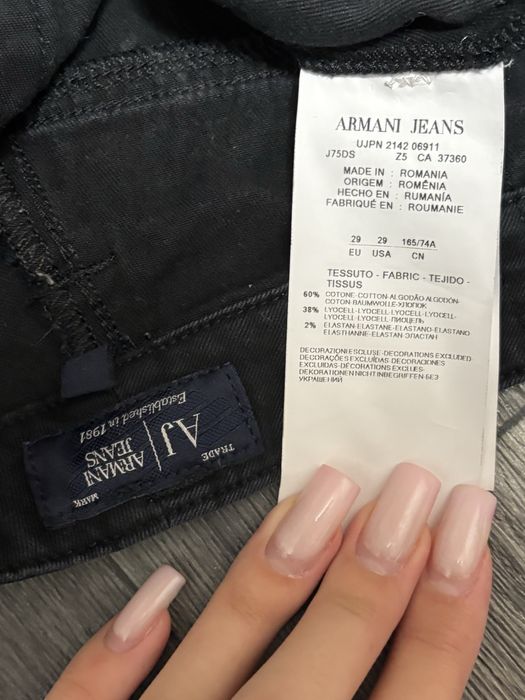 ARMANI JEANS
UJPN 2142 06911
J75DS Z5 CA 37360
MADE IN : ROMANIA
ORIGEM : ROMÊNIA
HECHO EN : RUMANÍA
FABRIQUÉ EN : ROUMANIE
29 29 165/74A
EU USA CN
TESSUTO - FABRIC - TEJIDO -
TISSUS
60% COTONE-COTTON-ALGODÃO ALGODÓN-
COTON-BAUMWOLLE-ХЛОПОК
38% LYOCELL-LYOCELL-LYOCELL-LYOCELL-
LYOCELL-LYOCELL-ЛИОЦЕЛЬ
2% ELASTAN-ELASTANE-ELASTANO-ELASTANO
ELASTHANNE-ELASTAN-ЭЛАСТАН
DECORAZIONI ESCLUSE-DECORATIONS EXCLUDED
DECORAÇÕES EXCLUÍDAS-DECORACIONES
EXCLUIDAS-DÉCORATIONS EXCLUES-
DEKORATIONEN NICHT INBEGRIFFEN-БЕЗ
УКРАШЕНИЙ
TRADE MARK
AJ ARMANI
JEANS
Established in 1981